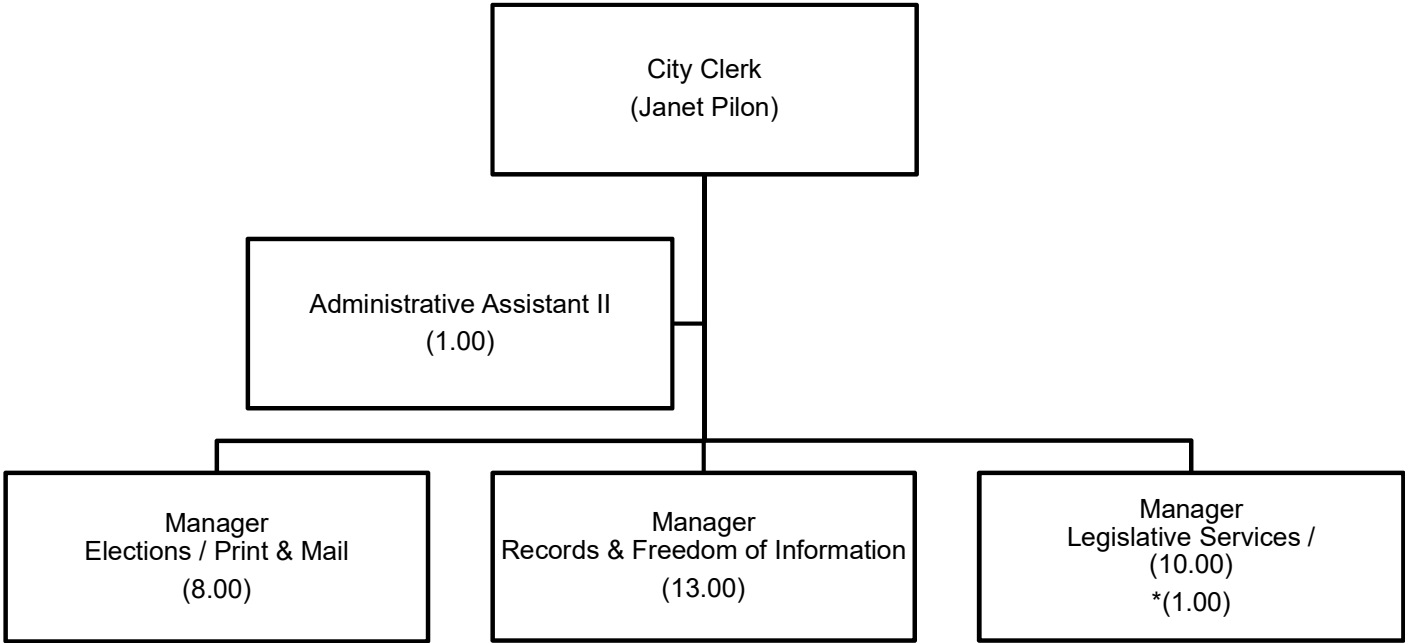 City Clerk
(Janet Pilon)
Administrative Assistant II
(1.00)
Manager
Elections / Print & Mail
(8.00)
Manager
Records & Freedom of Information
(13.00)
Manager
Legislative Services /
(10.00)
*(1.00)